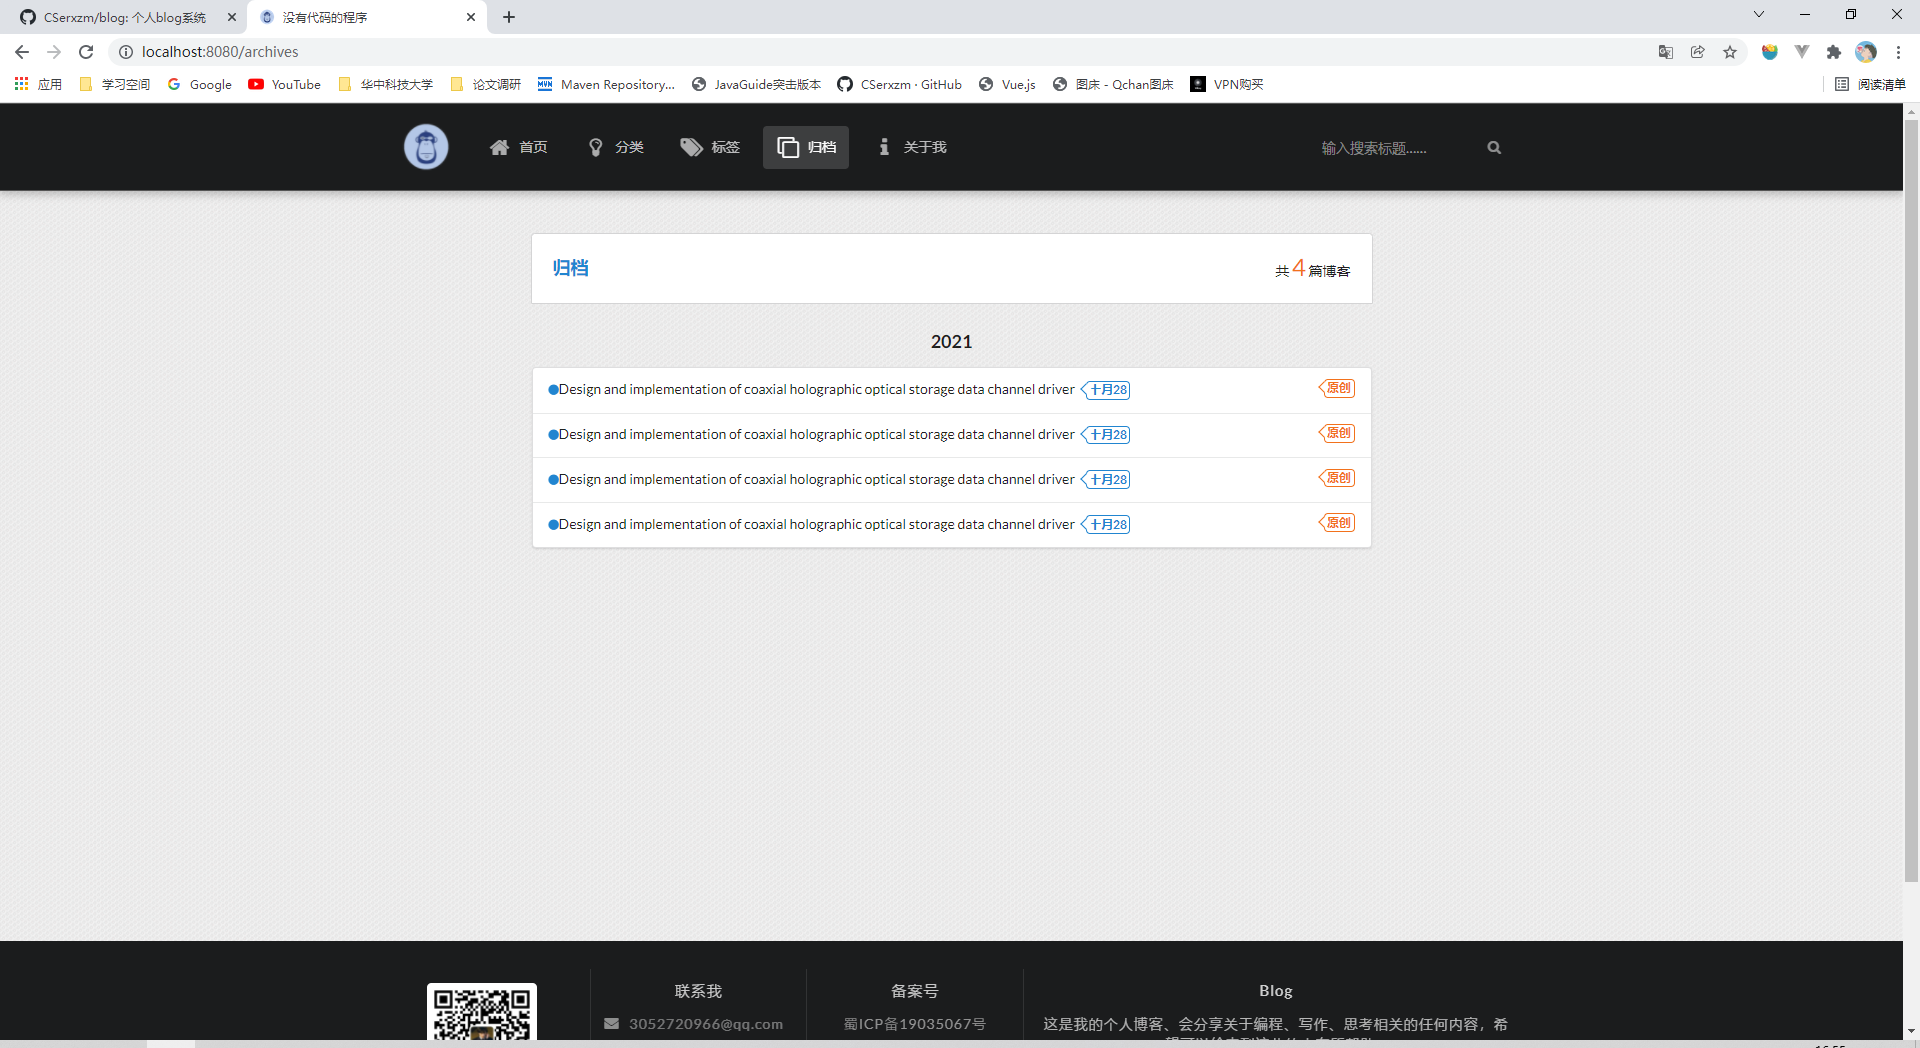 CSerxzm/blog: 个人blog系统
没有代码的程序
localhost:8080/archives
应用
学习空间
Google
YouTube
华中科技大学
论文调研
Maven Repository...
JavaGuide突击版本
CSerxzm · GitHub
Vue.js
图床 - Qchan图床
VPN购买
阅读清单
首页
分类
标签
归档
关于我
输入搜索标题......
归档
共4篇博客
2021
Design and implementation of coaxial holographic optical storage data channel driver 十月28 原创
Design and implementation of coaxial holographic optical storage data channel driver 十月28 原创
Design and implementation of coaxial holographic optical storage data channel driver 十月28 原创
Design and implementation of coaxial holographic optical storage data channel driver 十月28 原创
联系我
3052720966@qq.com
备案号
蜀ICP备19035067号
Blog
这是我的个人博客、会分享关于编程、写作、思考相关的任何内容，希